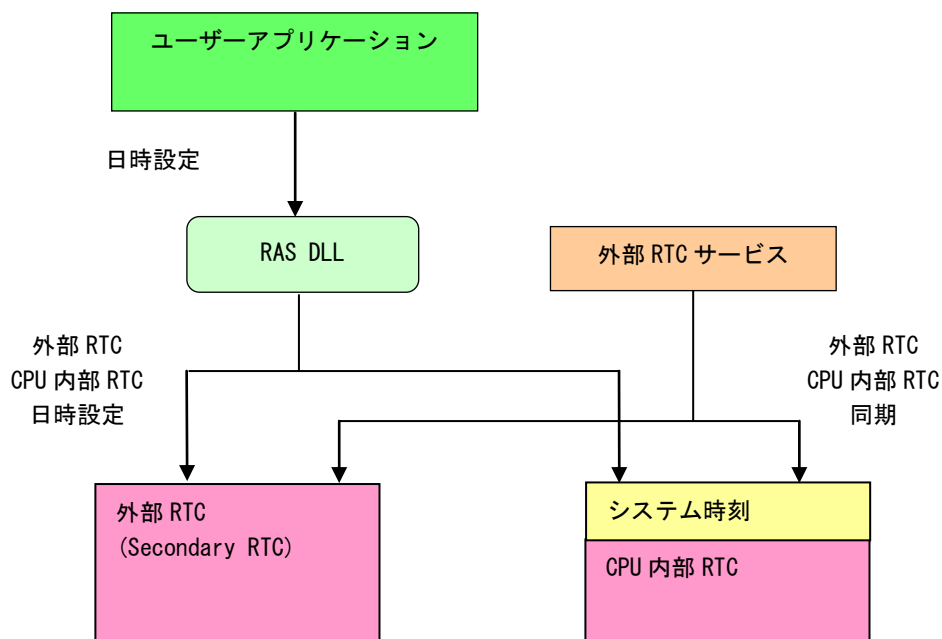 ユーザーアプリケーション
日時設定
RAS DLL
外部 RTC サービス
外部 RTC
CPU 内部 RTC
日時設定
外部 RTC
CPU 内部 RTC
同期
外部 RTC
(Secondary RTC)
システム時刻
CPU 内部 RTC